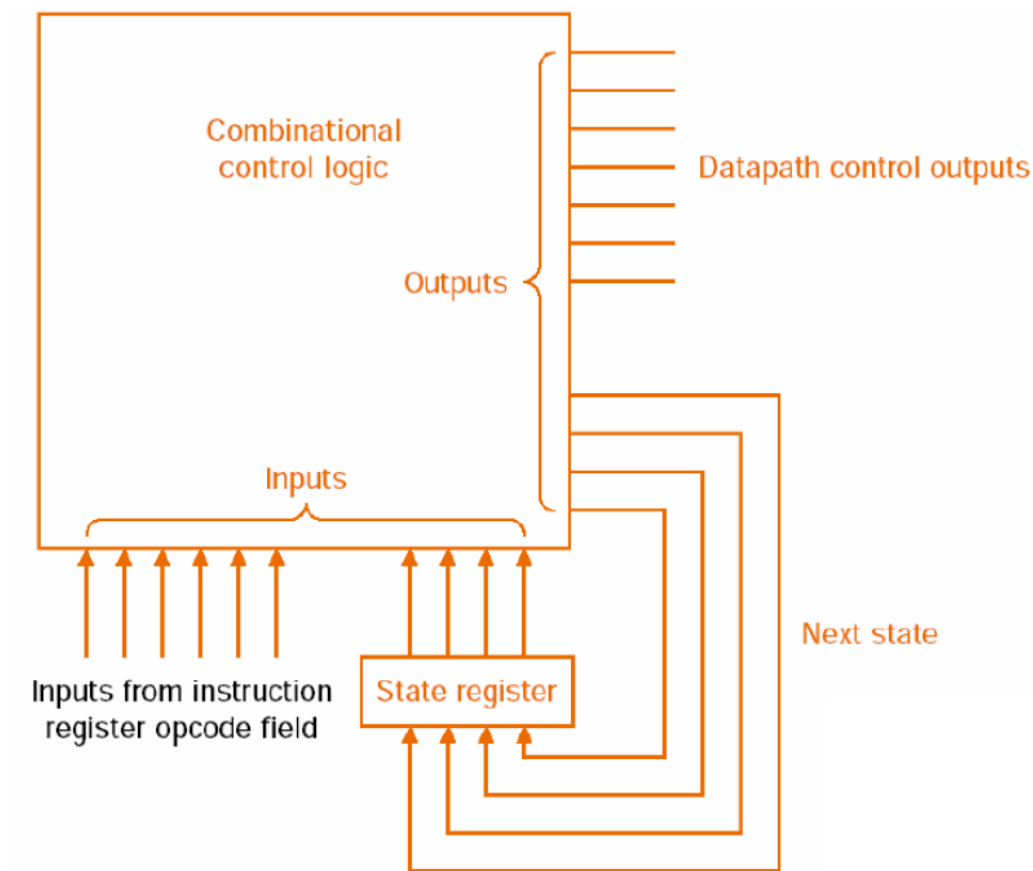 Combinational
control logic
Datapath control outputs
Outputs
Inputs
Next state
Inputs from instruction
register opcode field
State register